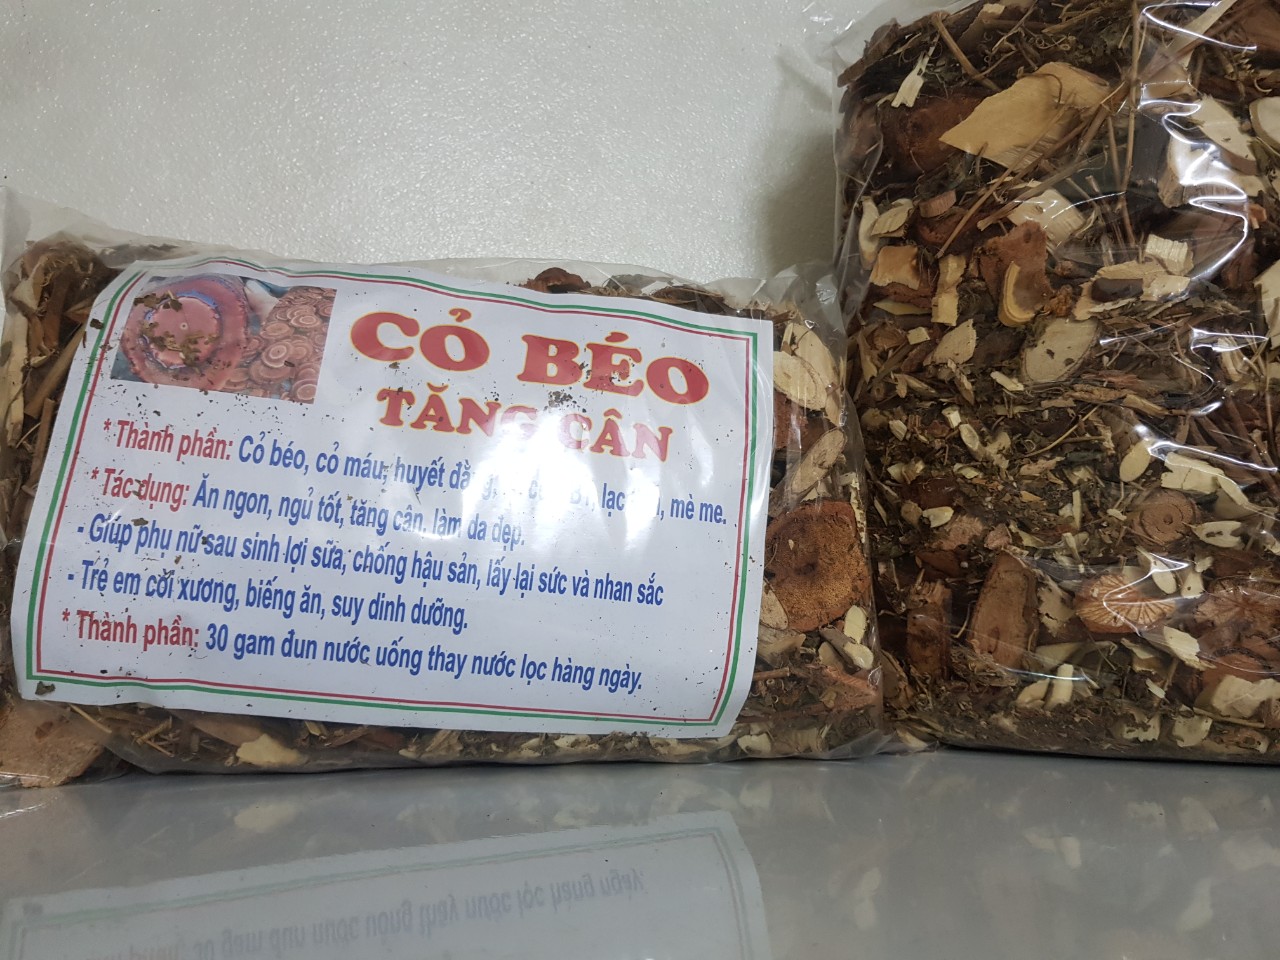 CỎ BÉO
TĂNG CÂN
* Thành phần: Cỏ béo, cỏ máu, huyết lạc mè me.
* Tác dụng: Ăn ngon, ngủ tốt, tăng cân, làm da đẹp.
- Giúp phụ nữ sau sinh lợi sữa, chống hậu sản, lấy lại sức và nhan sắc
- Trẻ em còi xương, biếng ăn, suy dinh dưỡng.
* Thành phần: 30 gam đun nước uống thay nước lọc hàng ngày.